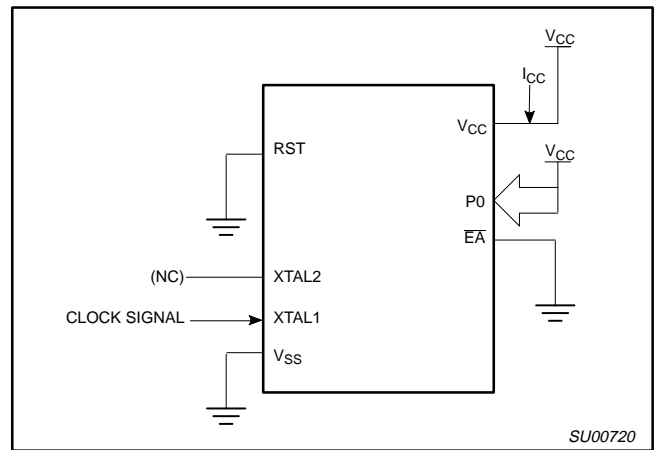 VCC
ICC
VCC
RST
VCC
P0
EA
(NC)
XTAL2
CLOCK SIGNAL
XTAL1
VSS
SU00720